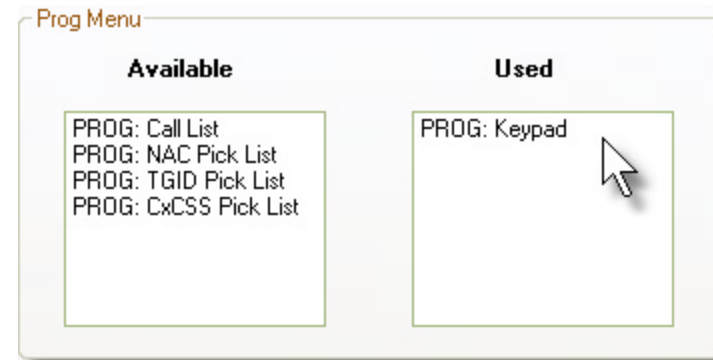 Prog Menu
Available
Used
PROG: Call List
PROG: NAC Pick List
PROG: TGID Pick List
PROG: CxCSS Pick List
PROG: Keypad